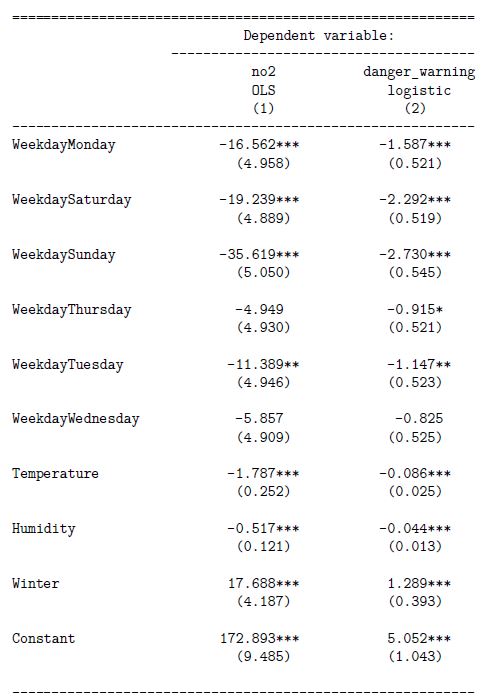 ==========================================================
Dependent variable:
--------------------------------------
no2 danger_warning
OLS logistic
(1) (2)
----------------------------------------------------------
WeekdayMonday -16.562*** -1.587***
(4.958) (0.521)
WeekdaySaturday -19.239*** -2.292***
(4.889) (0.519)
WeekdaySunday -35.619*** -2.730***
(5.050) (0.545)
WeekdayThursday -4.949 -0.915*
(4.930) (0.521)
WeekdayTuesday -11.389** -1.147**
(4.946) (0.523)
WeekdayWednesday -5.857 -0.825
(4.909) (0.525)
Temperature -1.787*** -0.086***
(0.252) (0.025)
Humidity -0.517*** -0.044***
(0.121) (0.013)
Winter 17.688*** 1.289***
(4.187) (0.393)
Constant 172.893*** 5.052***
(9.485) (1.043)
----------------------------------------------------------